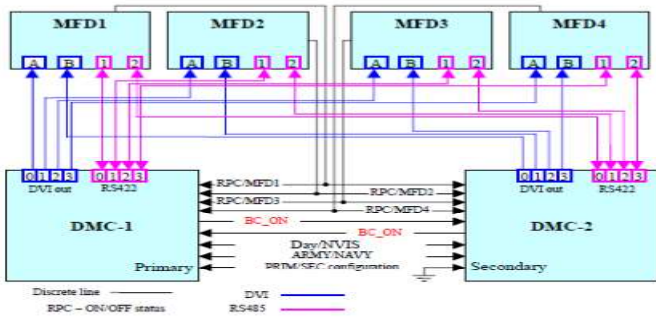 MFD1 MFD2 MFD3 MFD4
A B 1 2 A B 1 2 A B 1 2 A B 1 2
0 1 2 3 0 1 2 3 0 1 2 3 0 1 2 3
DVI out RS422 DVI out RS422
RPC/MFD1
RPC/MFD2
RPC/MFD3
RPC/MFD4
DMC-1 DMC-2
BC_ON
BC_ON
Day/NVIS
ARMY/NAVY
Primary PRIM/SEC configuration Secondary
Discrete line DVI
RPC – ON/OFF status RS485